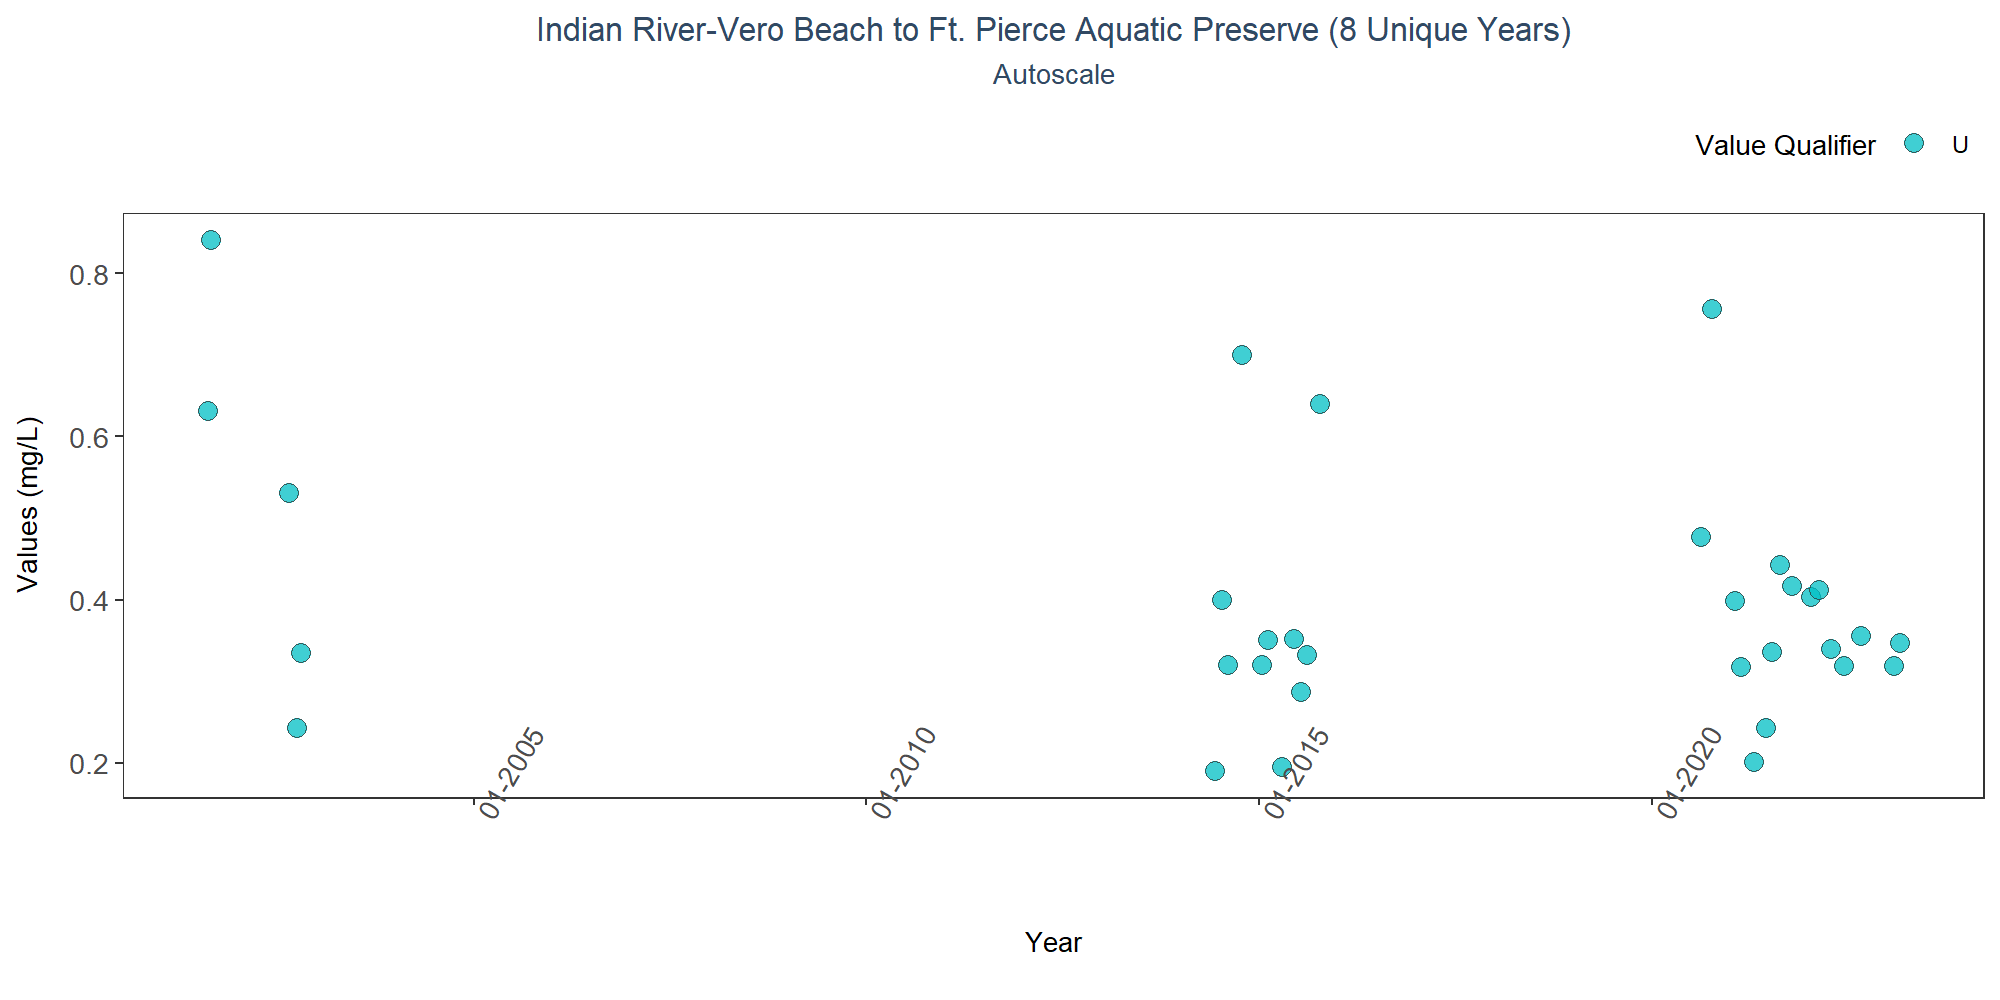 Indian River-Vero Beach to Ft. Pierce Aquatic Preserve (8 Unique Years)
Autoscale
Value Qualifier U
Values (mg/L)
0.8
0.6
0.4
0.2
01-2005
01-2010
01-2015
01-2020
Year